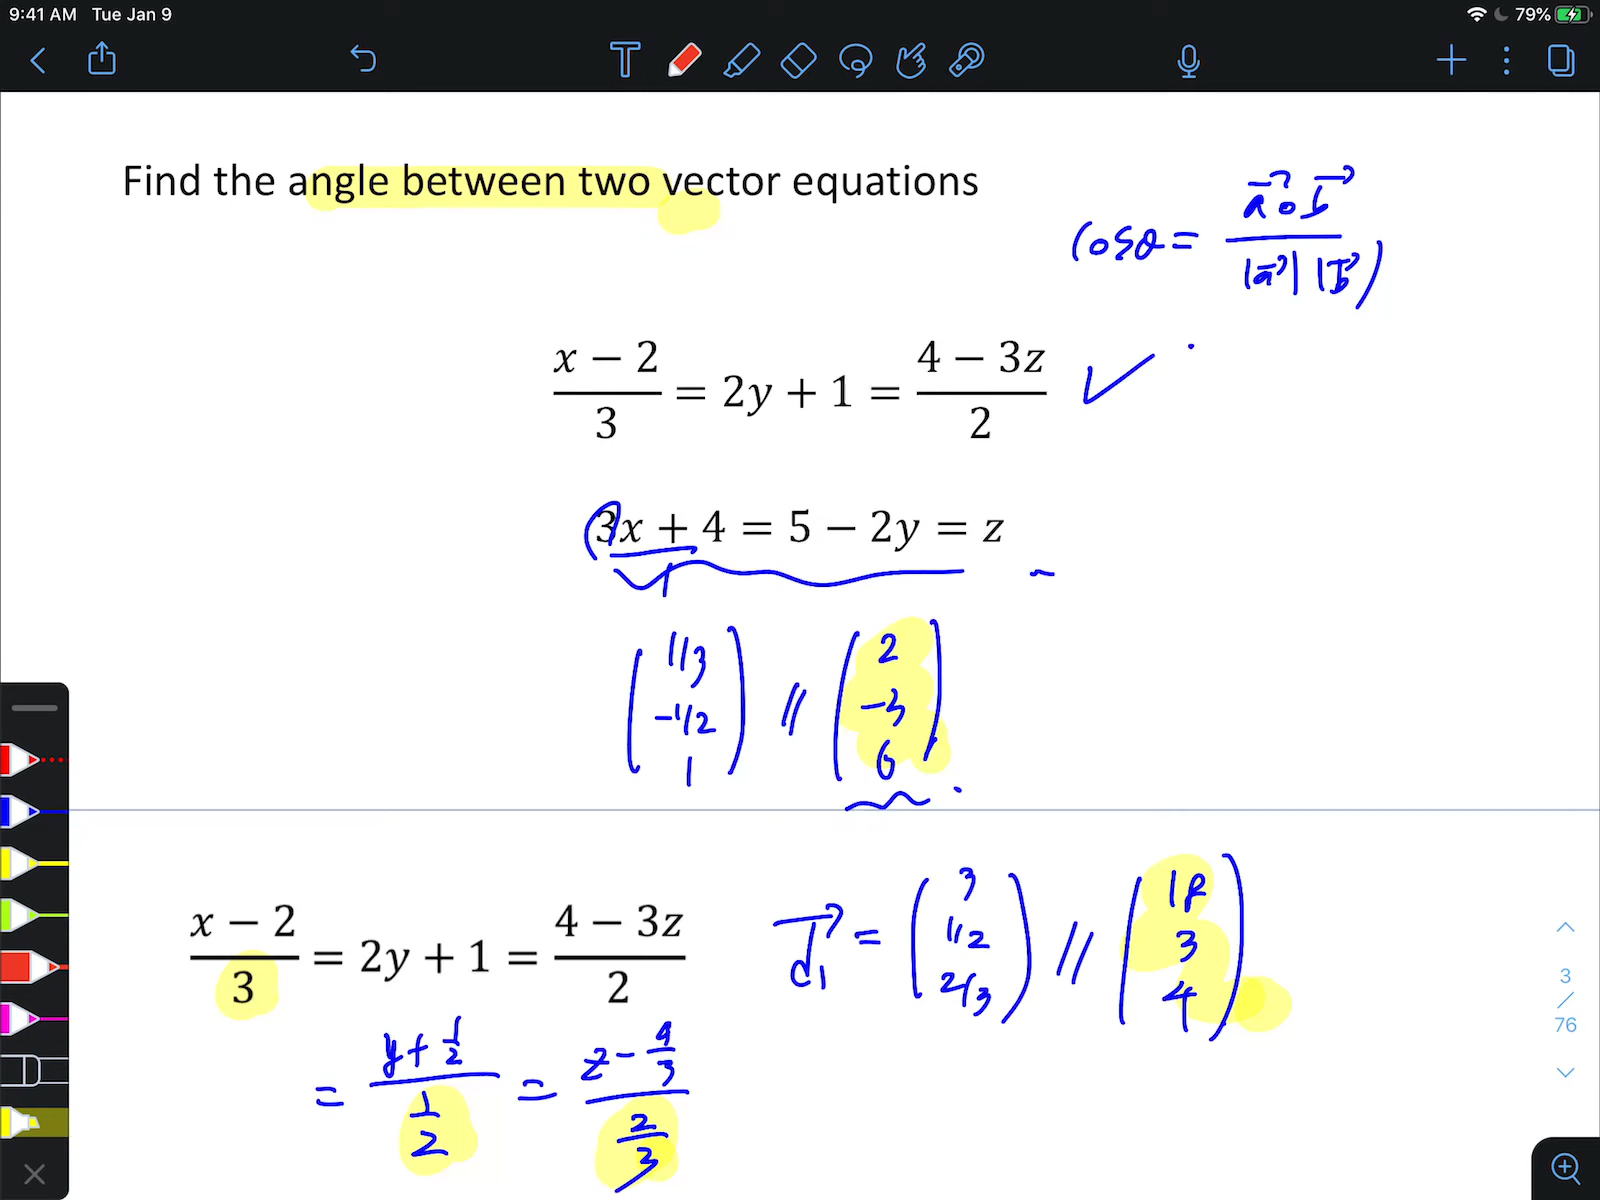 9:41 AM Tue Jan 9 79%
Find the angle between two vector equations
cosθ = (a⃗ ∘ b⃗) / (|a⃗| |b⃗|)
(x − 2)/3 = 2y + 1 = (4 − 3z)/2 ✓
3x + 4 = 5 − 2y = z
(1/3, −1/2, 1) // (2, −3, 6)
(x − 2)/3 = 2y + 1 = (4 − 3z)/2
d₁⃗ = (3, 1/2, 2/3) // (18, 3, 4)
= (y + 1/2)/(1/2) = (z − 4/3)/(2/3)
3
/
76